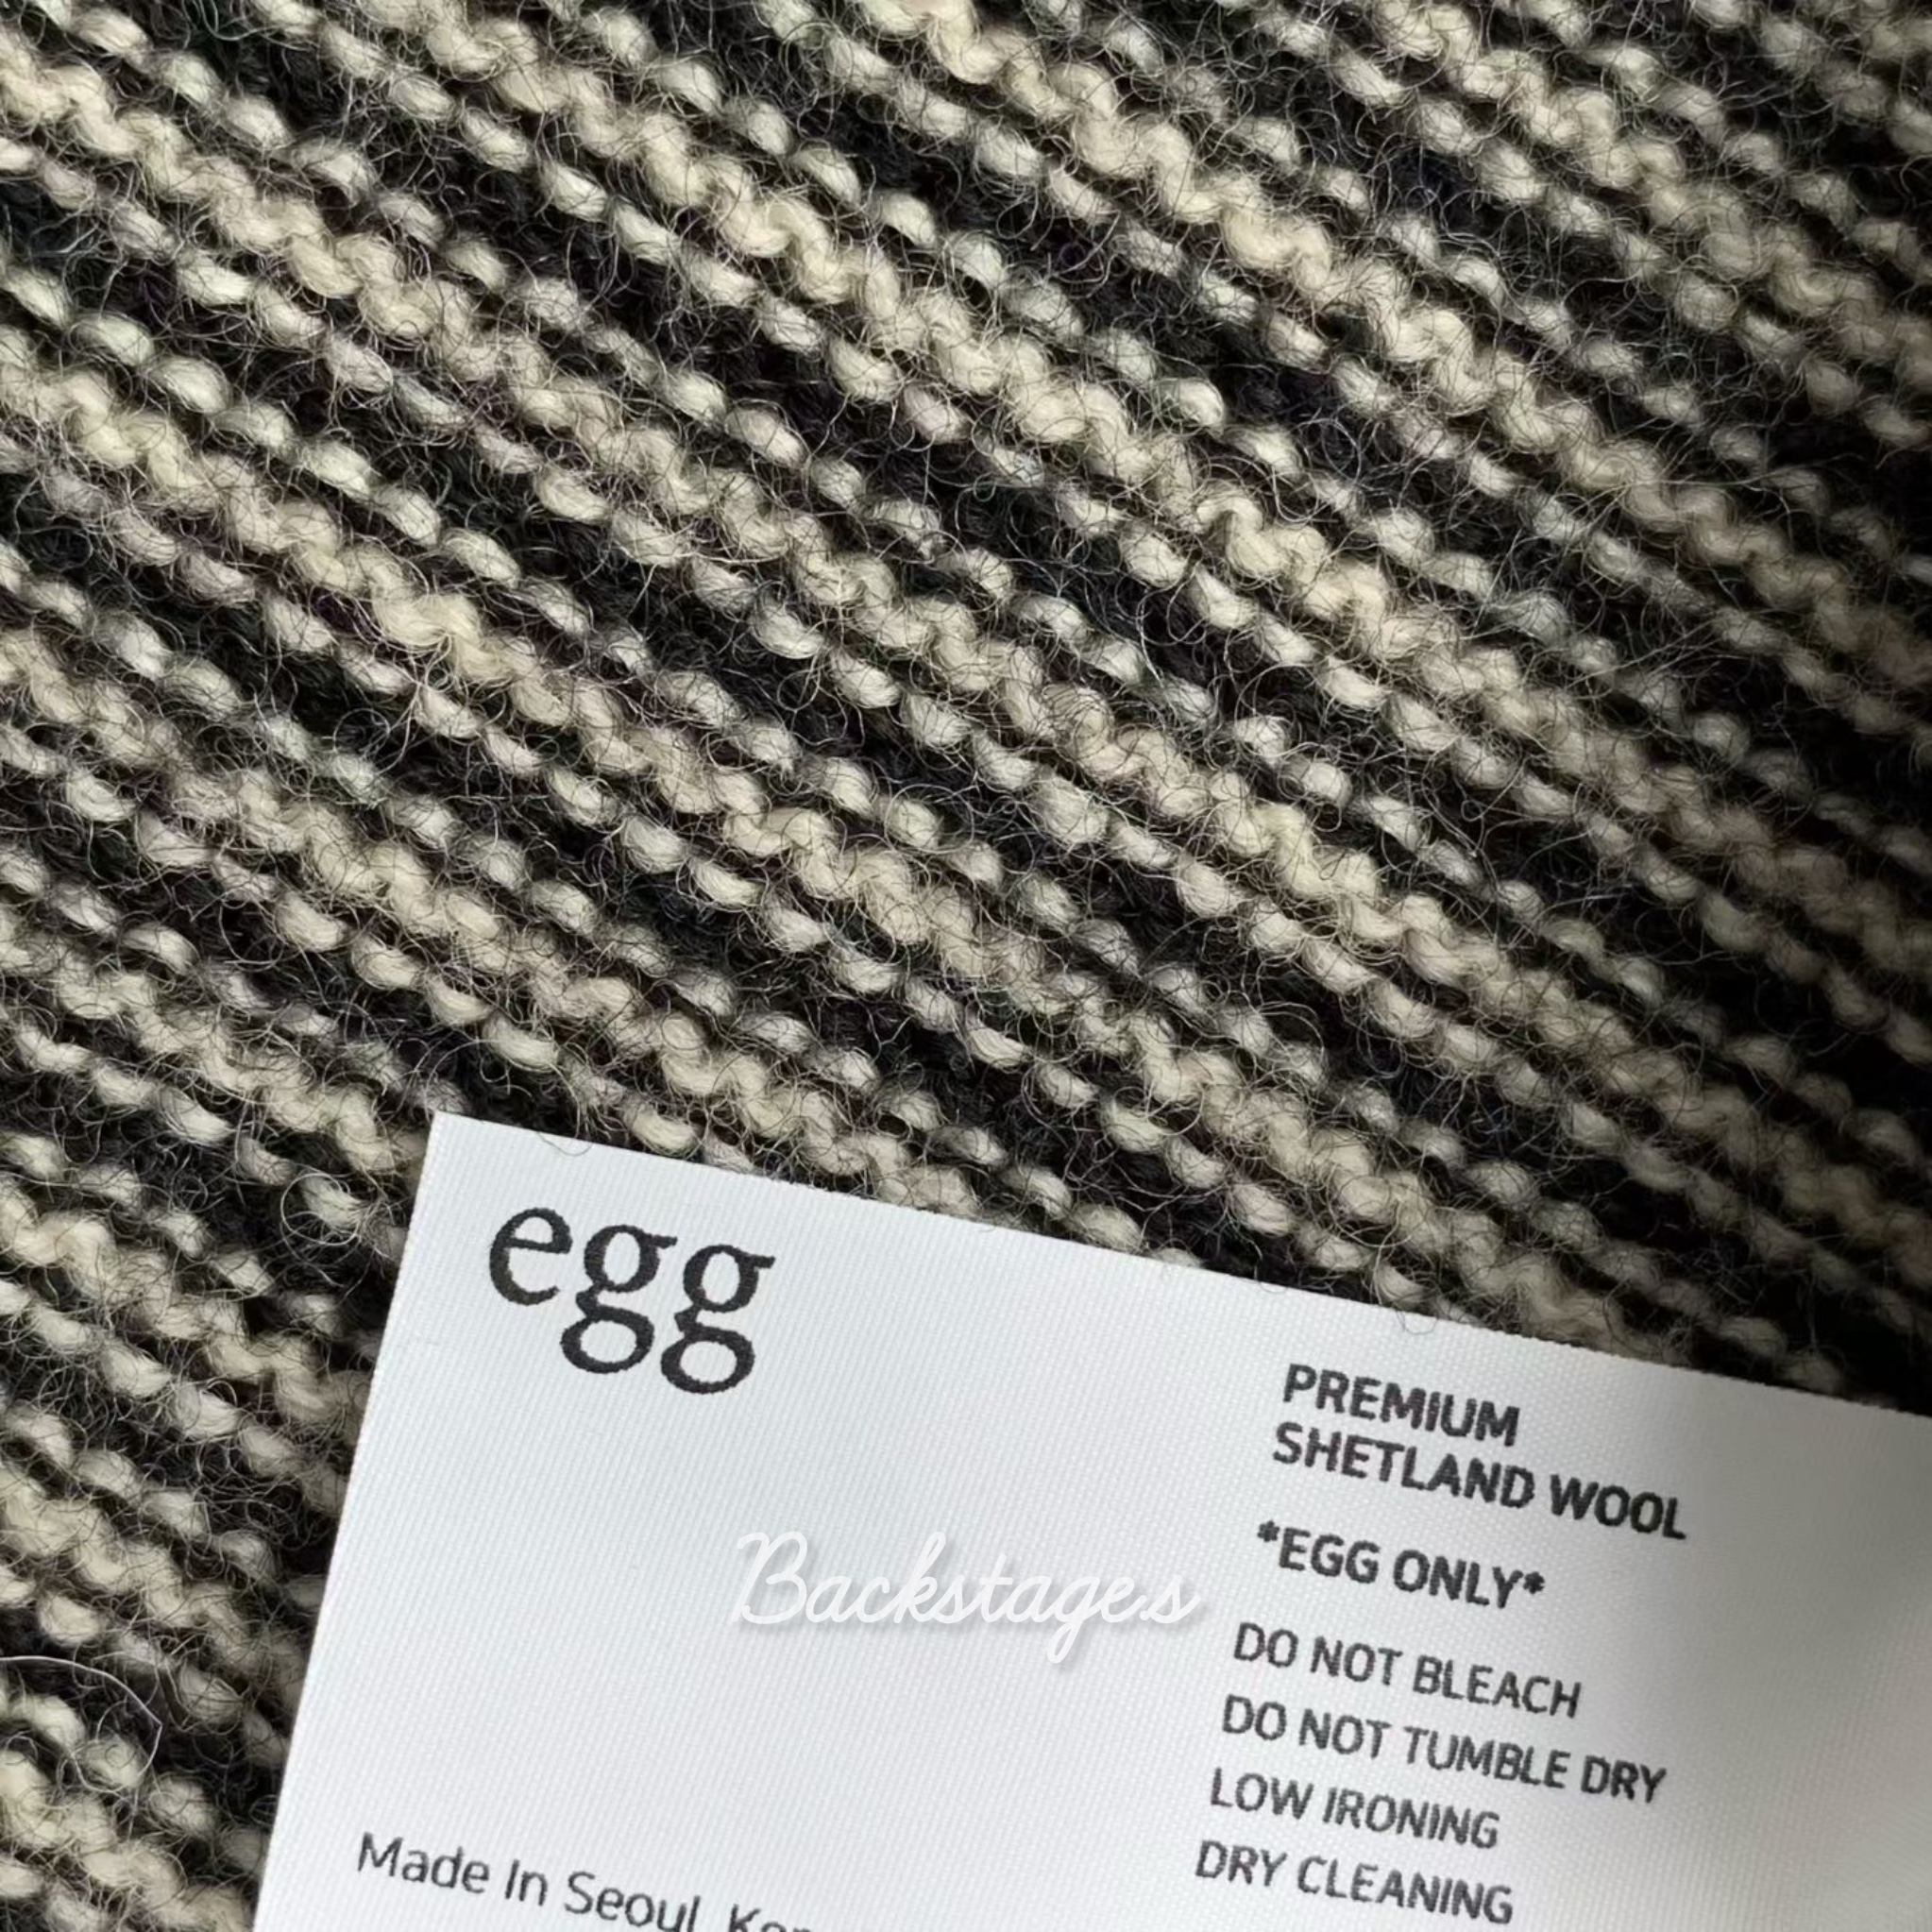 egg
PREMIUM
SHETLAND WOOL
*EGG ONLY*
Backstage.s
DO NOT BLEACH
DO NOT TUMBLE DRY
LOW IRONING
DRY CLEANING
Made In Seoul